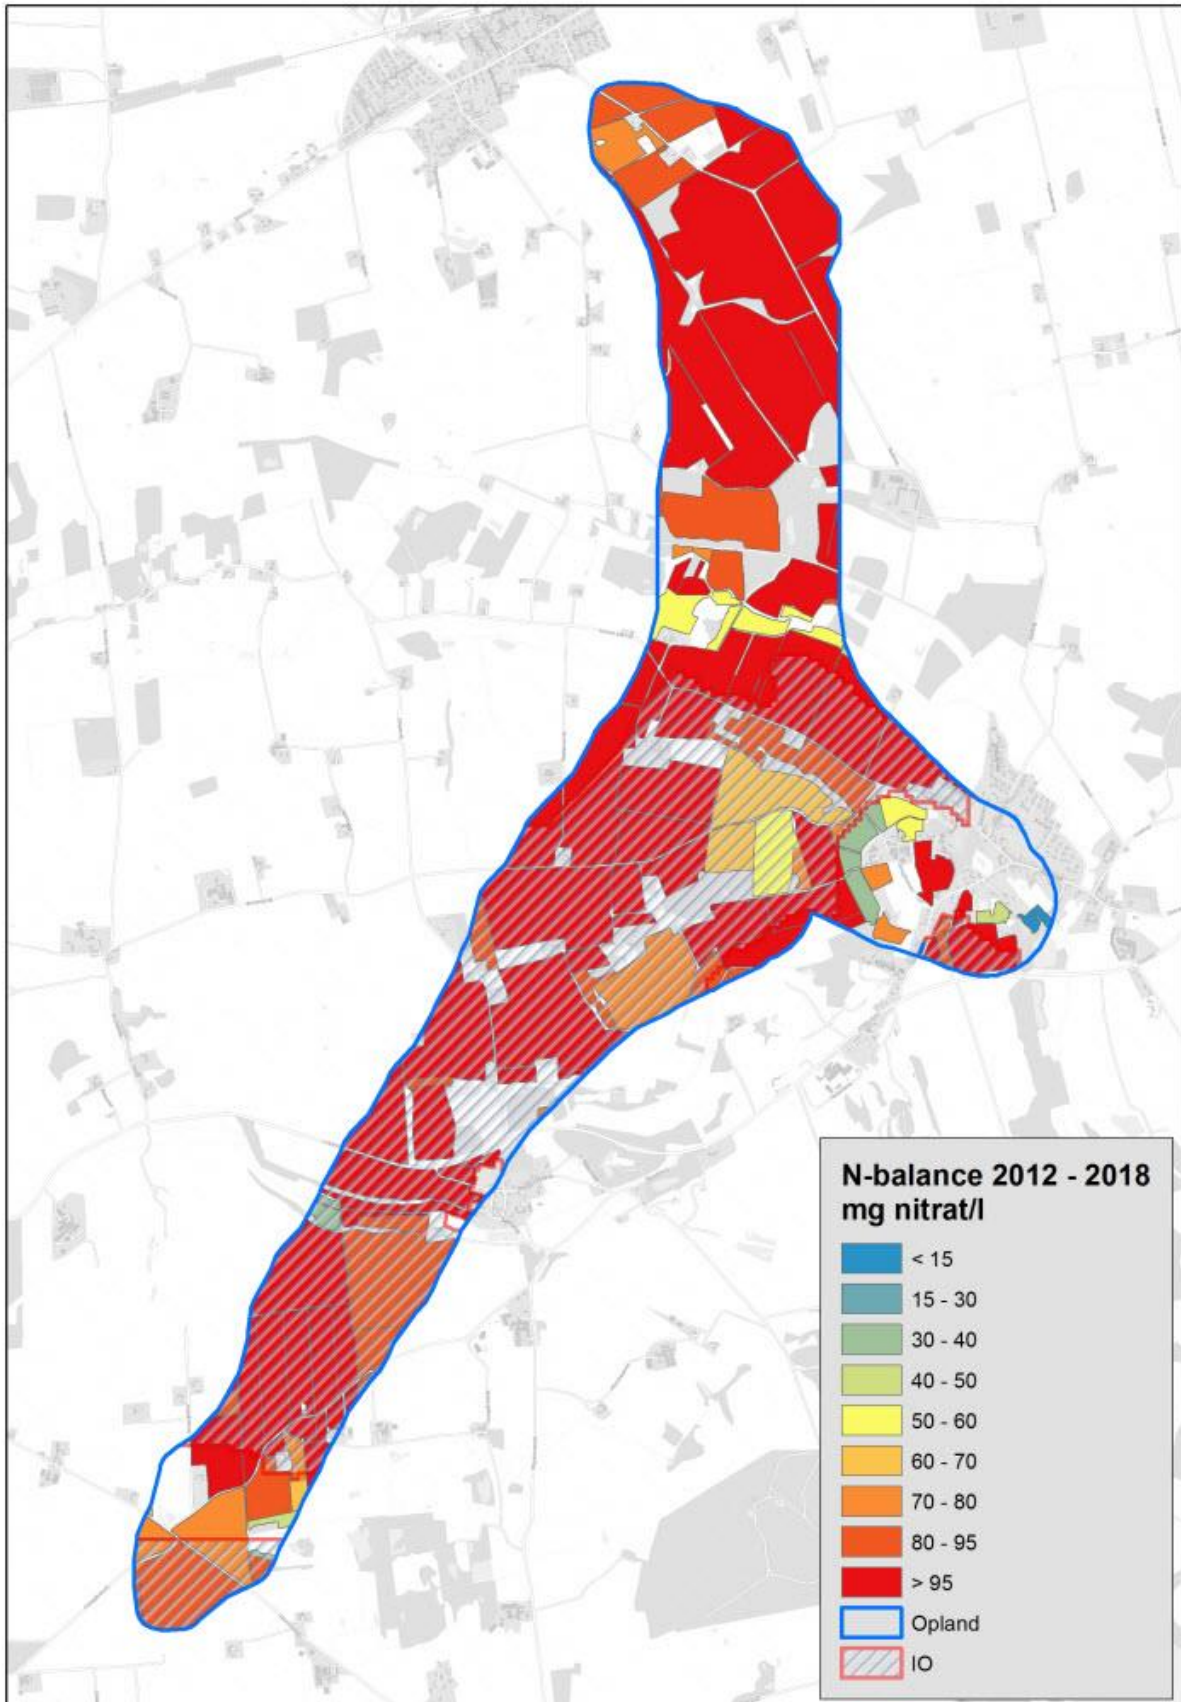 N-balance 2012 - 2018
mg nitrat/l
< 15
15 - 30
30 - 40
40 - 50
50 - 60
60 - 70
70 - 80
80 - 95
> 95
Opland
IO